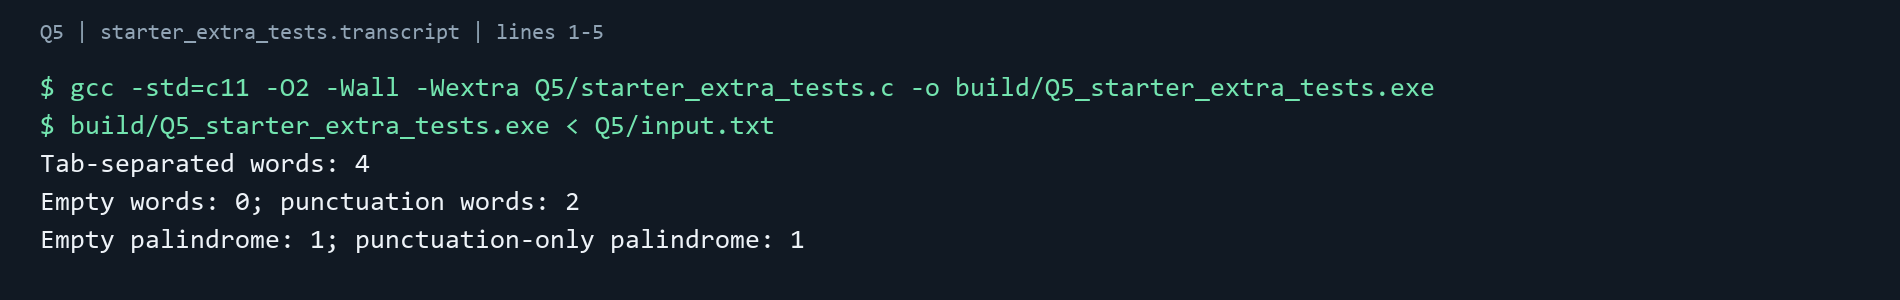 Q5 | starter_extra_tests.transcript | lines 1-5
$ gcc -std=c11 -O2 -Wall -Wextra Q5/starter_extra_tests.c -o build/Q5_starter_extra_tests.exe
$ build/Q5_starter_extra_tests.exe < Q5/input.txt
Tab-separated words: 4
Empty words: 0; punctuation words: 2
Empty palindrome: 1; punctuation-only palindrome: 1